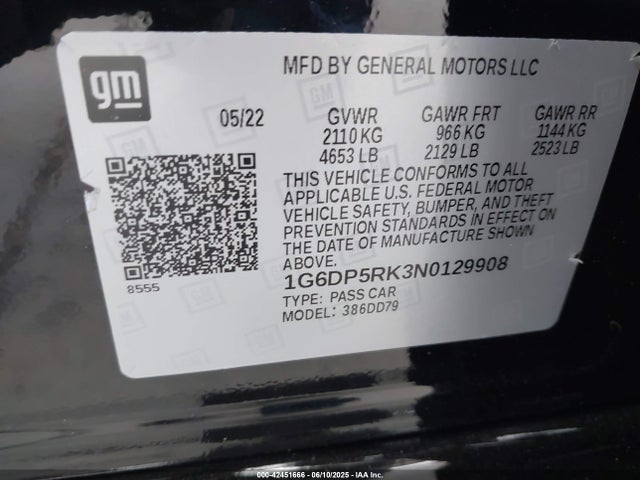 gm
MFD BY GENERAL MOTORS LLC
05/22
GVWR
2110 KG
4653 LB
GAWR FRT
966 KG
2129 LB
GAWR RR
1144 KG
2523 LB
THIS VEHICLE CONFORMS TO ALL
APPLICABLE U.S. FEDERAL MOTOR
VEHICLE SAFETY, BUMPER, AND THEFT
PREVENTION STANDARDS IN EFFECT ON
THE DATE OF MANUFACTURE SHOWN
ABOVE.
8555
1G6DP5RK3N0129908
TYPE: PASS CAR
MODEL: 386DD79
000-42451666 - 06/10/2025 - IAAC.